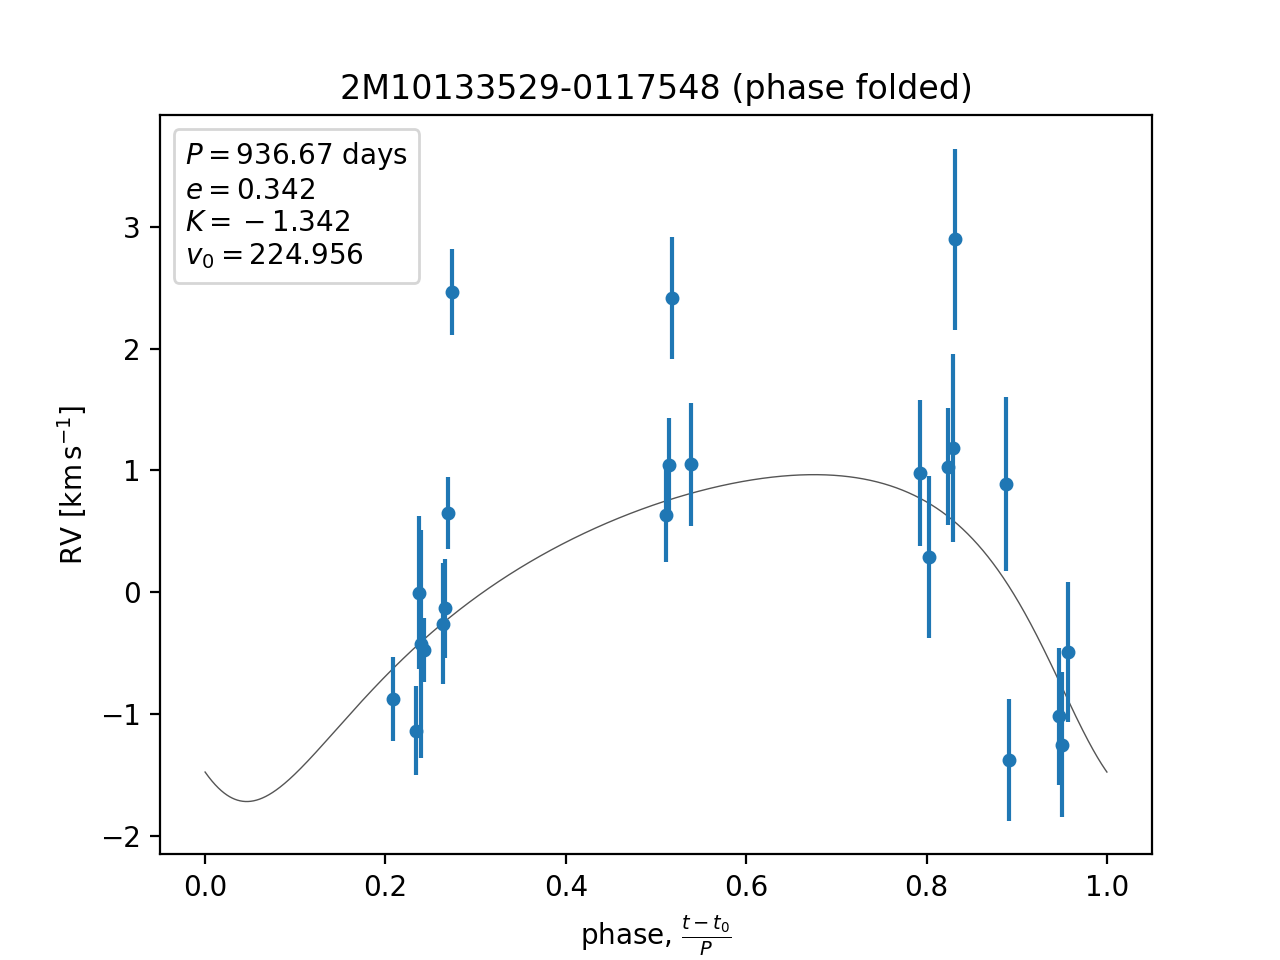 2M10133529-0117548 (phase folded)
P = 936.67 days
e = 0.342
K = −1.342
v₀ = 224.956
3
2
1
0
−1
−2
RV [km s⁻¹]
0.0 0.2 0.4 0.6 0.8 1.0
phase, (t − t₀)/P